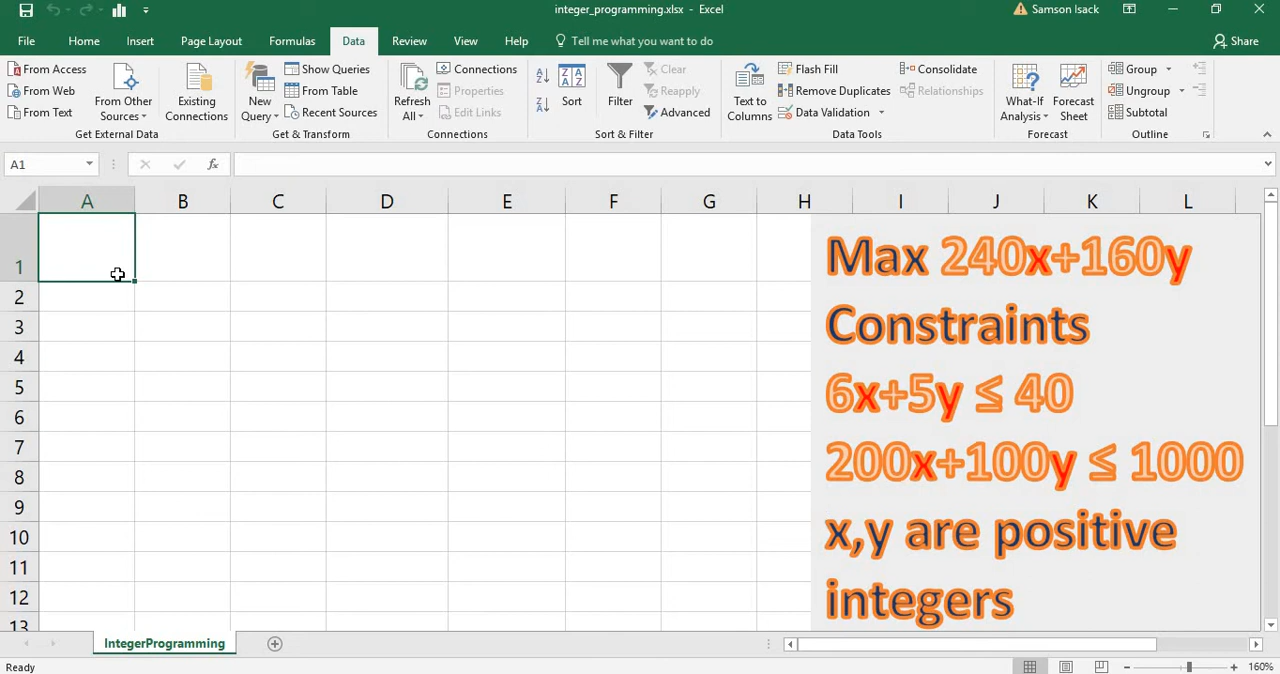 integer_programming.xlsx - Excel
Samson Isack
File Home Insert Page Layout Formulas Data Review View Help Tell me what you want to do Share
From Access
From Web
From Text
From Other Sources
Existing Connections
Get External Data
New Query
Show Queries
From Table
Recent Sources
Get & Transform
Refresh All
Connections
Properties
Edit Links
Connections
Sort
Filter
Clear
Reapply
Advanced
Sort & Filter
Text to Columns
Flash Fill
Remove Duplicates
Data Validation
Consolidate
Relationships
Data Tools
What-If Analysis
Forecast Sheet
Forecast
Group
Ungroup
Subtotal
Outline
A1
fx
A B C D E F G H I J K L
1
2
3
4
5
6
7
8
9
10
11
12
13
Max 240x+160y
Constraints
6x+5y ≤ 40
200x+100y ≤ 1000
x,y are positive
integers
IntegerProgramming
Ready
160%